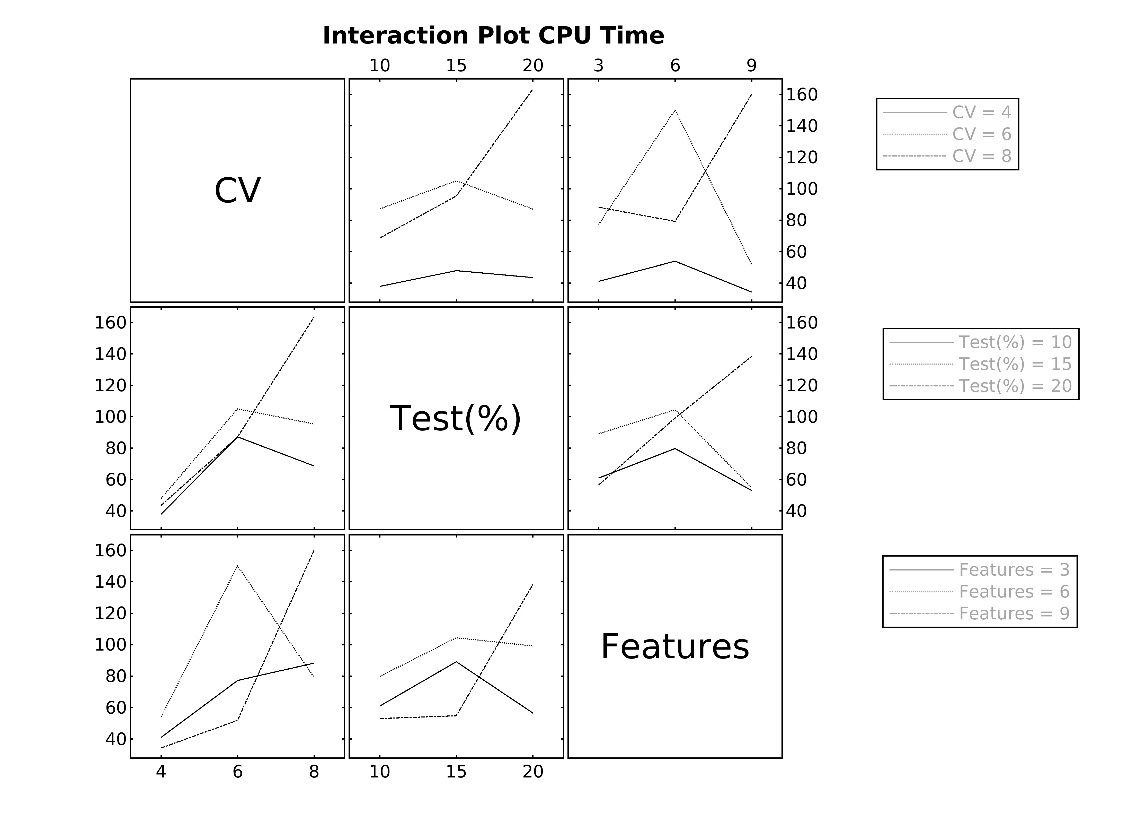 Interaction Plot CPU Time
10 15 20 3 6 9
160
140
120
100
80
60
40
CV
CV = 4
CV = 6
CV = 8
160
140
120
100
80
60
40
Test(%)
160
140
120
100
80
60
40
Test(%) = 10
Test(%) = 15
Test(%) = 20
160
140
120
100
80
60
40
Features
Features = 3
Features = 6
Features = 9
4 6 8 10 15 20